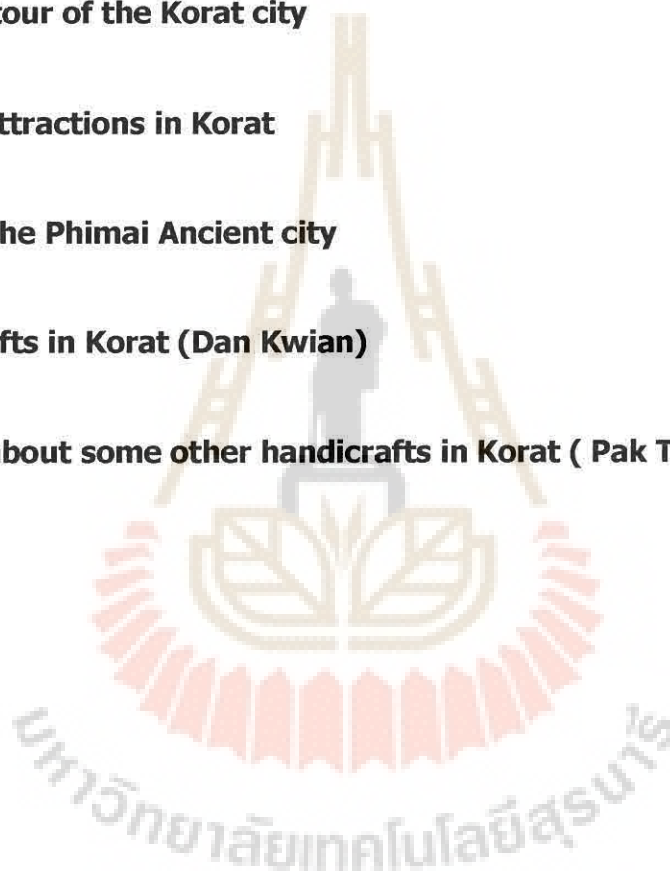 tour of the Korat city
ttractions in Korat
he Phimai Ancient city
fts in Korat (Dan Kwian)
about some other handicrafts in Korat ( Pak T
มหาวิทยาลัยเทคโนโลยีสุรนารี